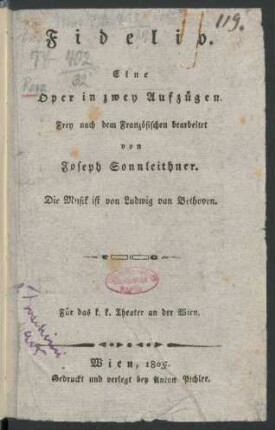 119.
Fidelio.
Eine
Oper in zwey Aufzügen.
Frey nach dem Französischen bearbeitet
von
Joseph Sonnleithner.
Die Musik ist von Ludwig van Bethoven.
Für das k. k. Theater an der Wien.
Wien, 1805.
Gedruckt und verlegt bey Anton Pichler.